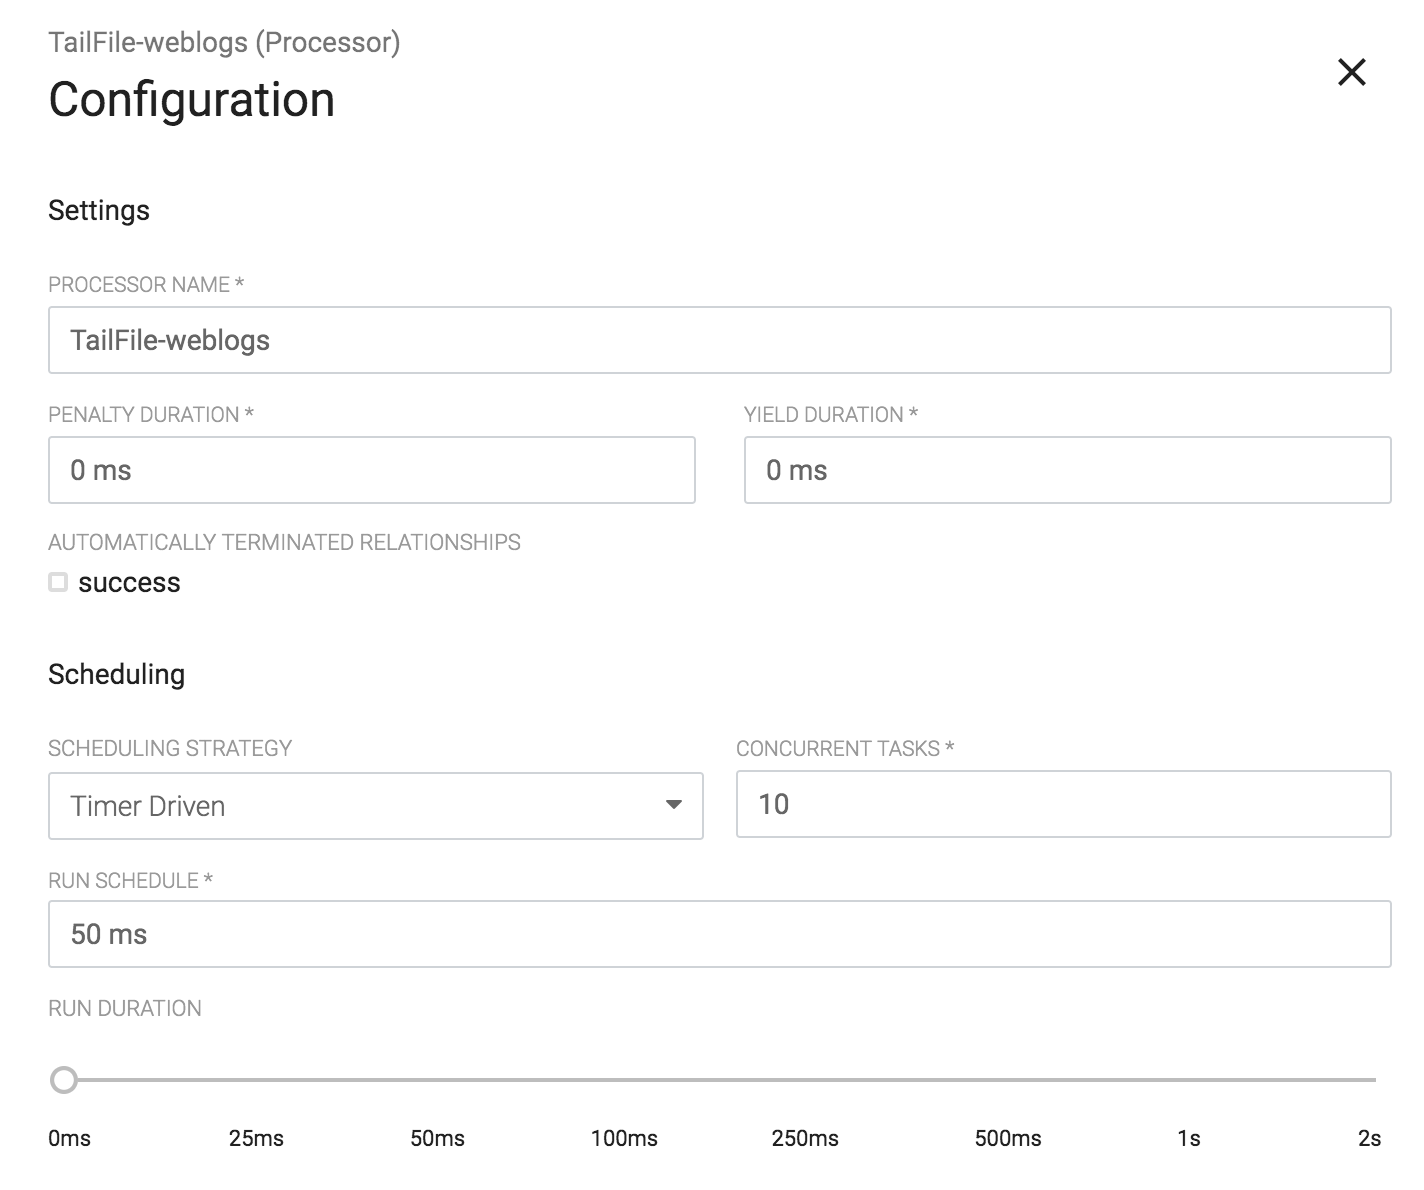 TailFile-weblogs (Processor)
Configuration
Settings
PROCESSOR NAME *
TailFile-weblogs
PENALTY DURATION * YIELD DURATION *
0 ms 0 ms
AUTOMATICALLY TERMINATED RELATIONSHIPS
success
Scheduling
SCHEDULING STRATEGY CONCURRENT TASKS *
Timer Driven 10
RUN SCHEDULE *
50 ms
RUN DURATION
0ms 25ms 50ms 100ms 250ms 500ms 1s 2s